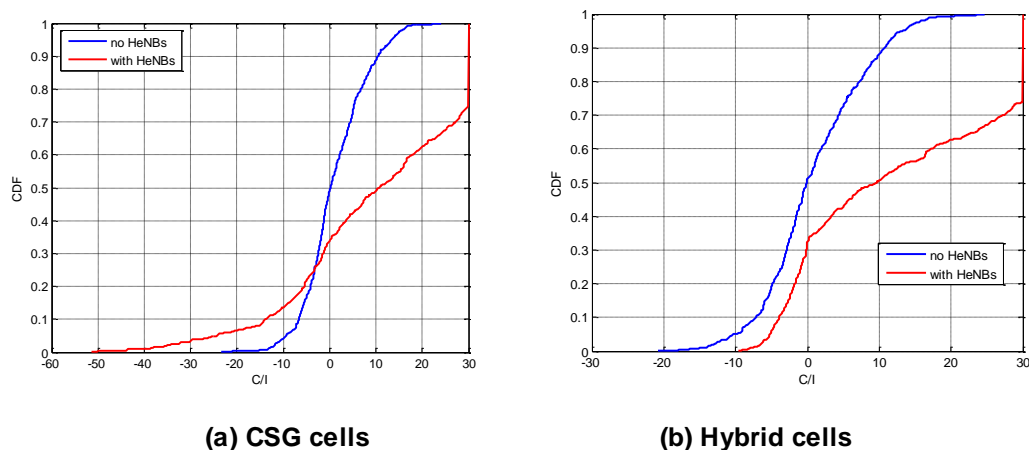 1
0.9
0.8
0.7
0.6
0.5
0.4
0.3
0.2
0.1
0
CDF
no HeNBs
with HeNBs
-60 -50 -40 -30 -20 -10 0 10 20 30
C/I
(a) CSG cells
1
0.9
0.8
0.7
0.6
0.5
0.4
0.3
0.2
0.1
0
CDF
no HeNBs
with HeNBs
-30 -20 -10 0 10 20 30
C/I
(b) Hybrid cells